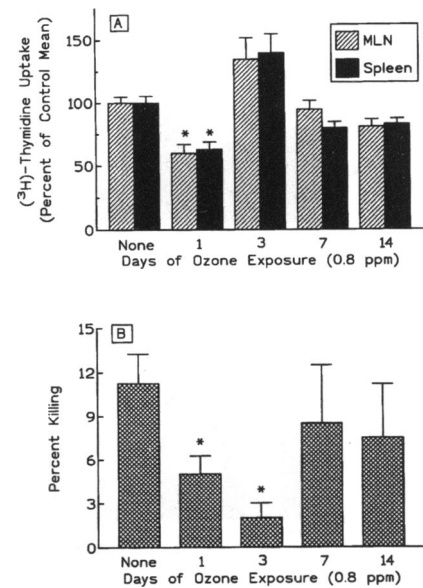 A
MLN
Spleen
(³H)-Thymidine Uptake
(Percent of Control Mean)
150
100
50
0
* *
None 1 3 7 14
Days of Ozone Exposure (0.8 ppm)
B
Percent Killing
15
12
9
6
3
0
*
*
None 1 3 7 14
Days of Ozone Exposure (0.8 ppm)